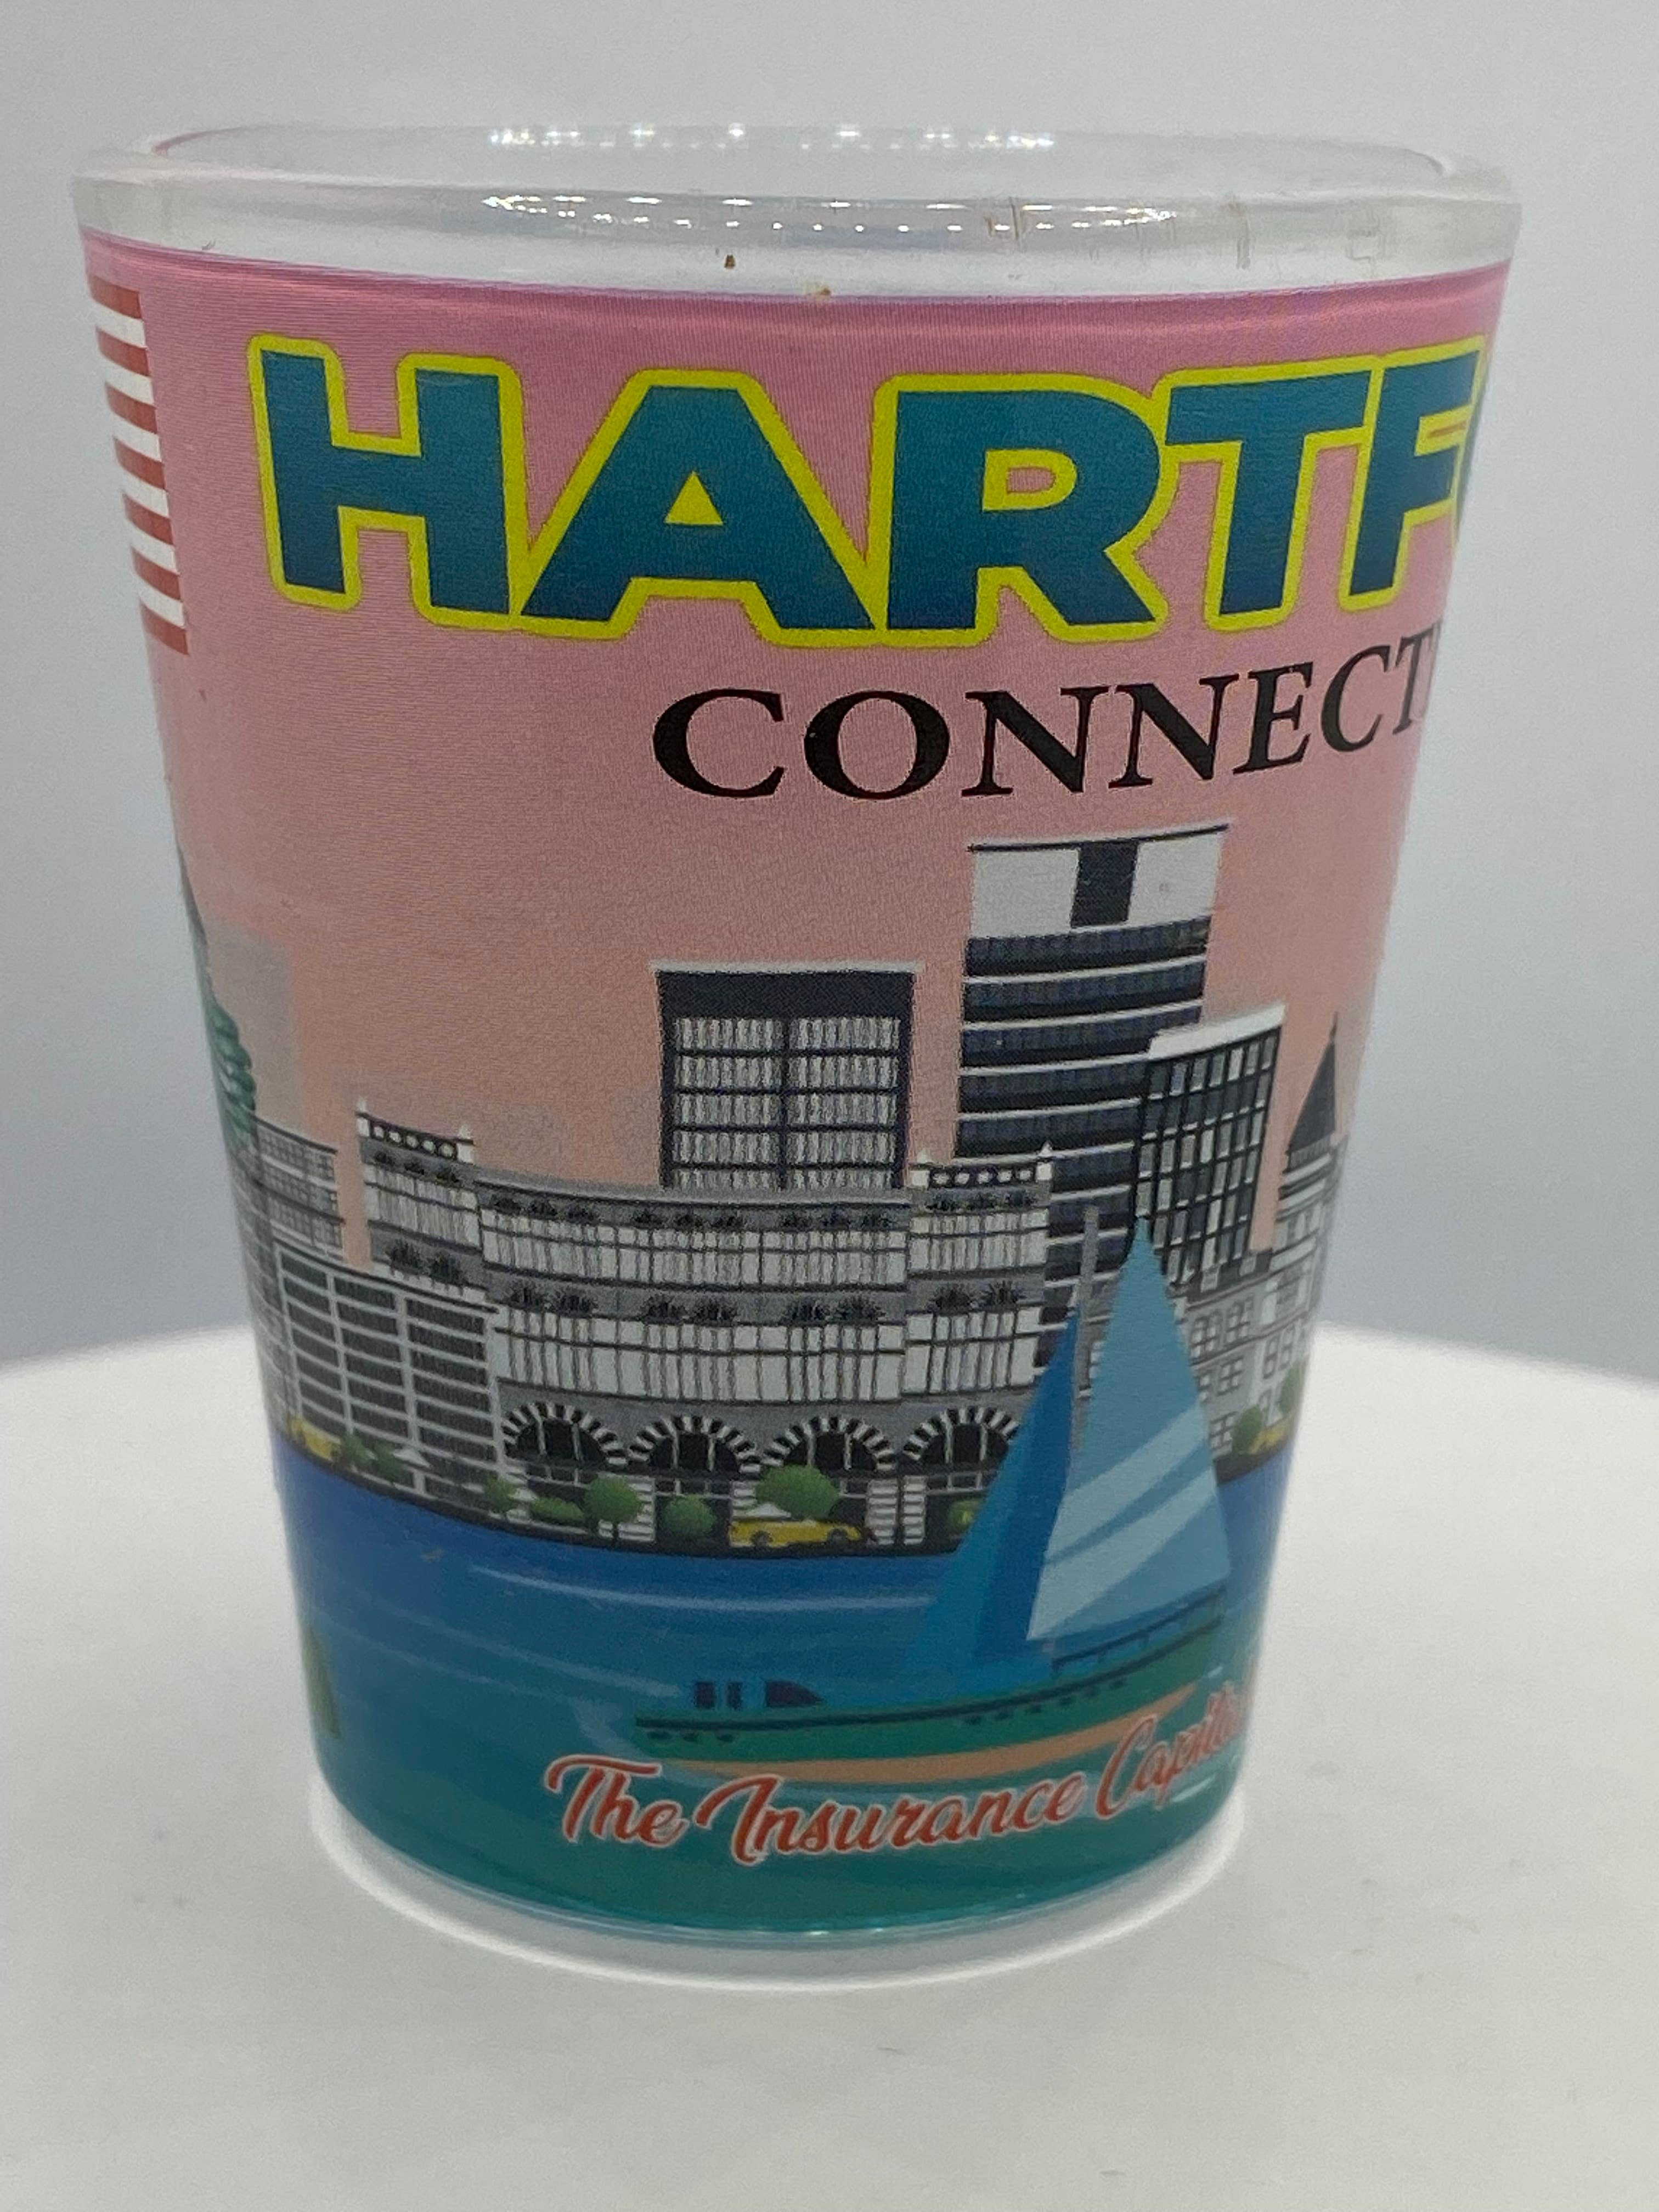 HARTF
CONNECT
The Insurance Capit